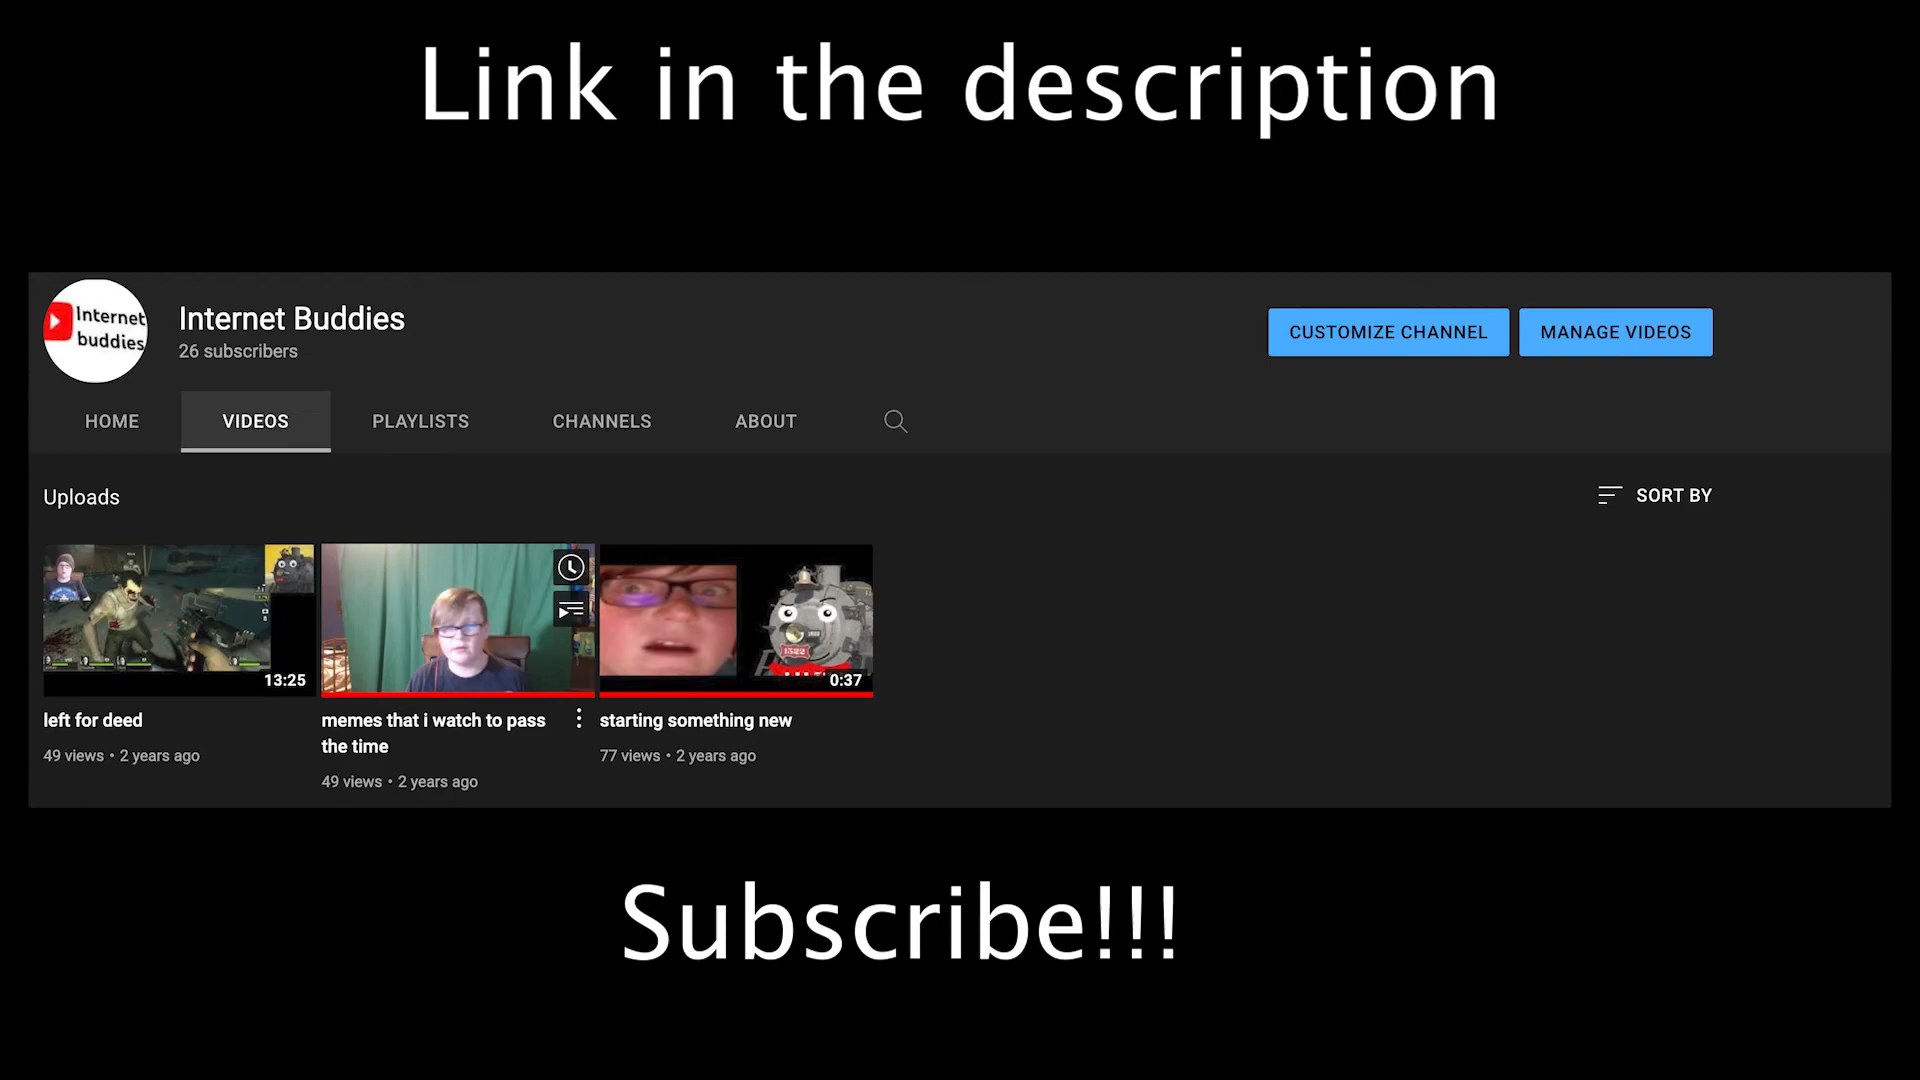 Link in the description
Internet
buddies
Internet Buddies
26 subscribers
CUSTOMIZE CHANNEL
MANAGE VIDEOS
HOME
VIDEOS
PLAYLISTS
CHANNELS
ABOUT
Uploads
SORT BY
13:25
1522
0:37
left for deed
49 views • 2 years ago
memes that i watch to pass
the time
49 views • 2 years ago
starting something new
77 views • 2 years ago
Subscribe!!!